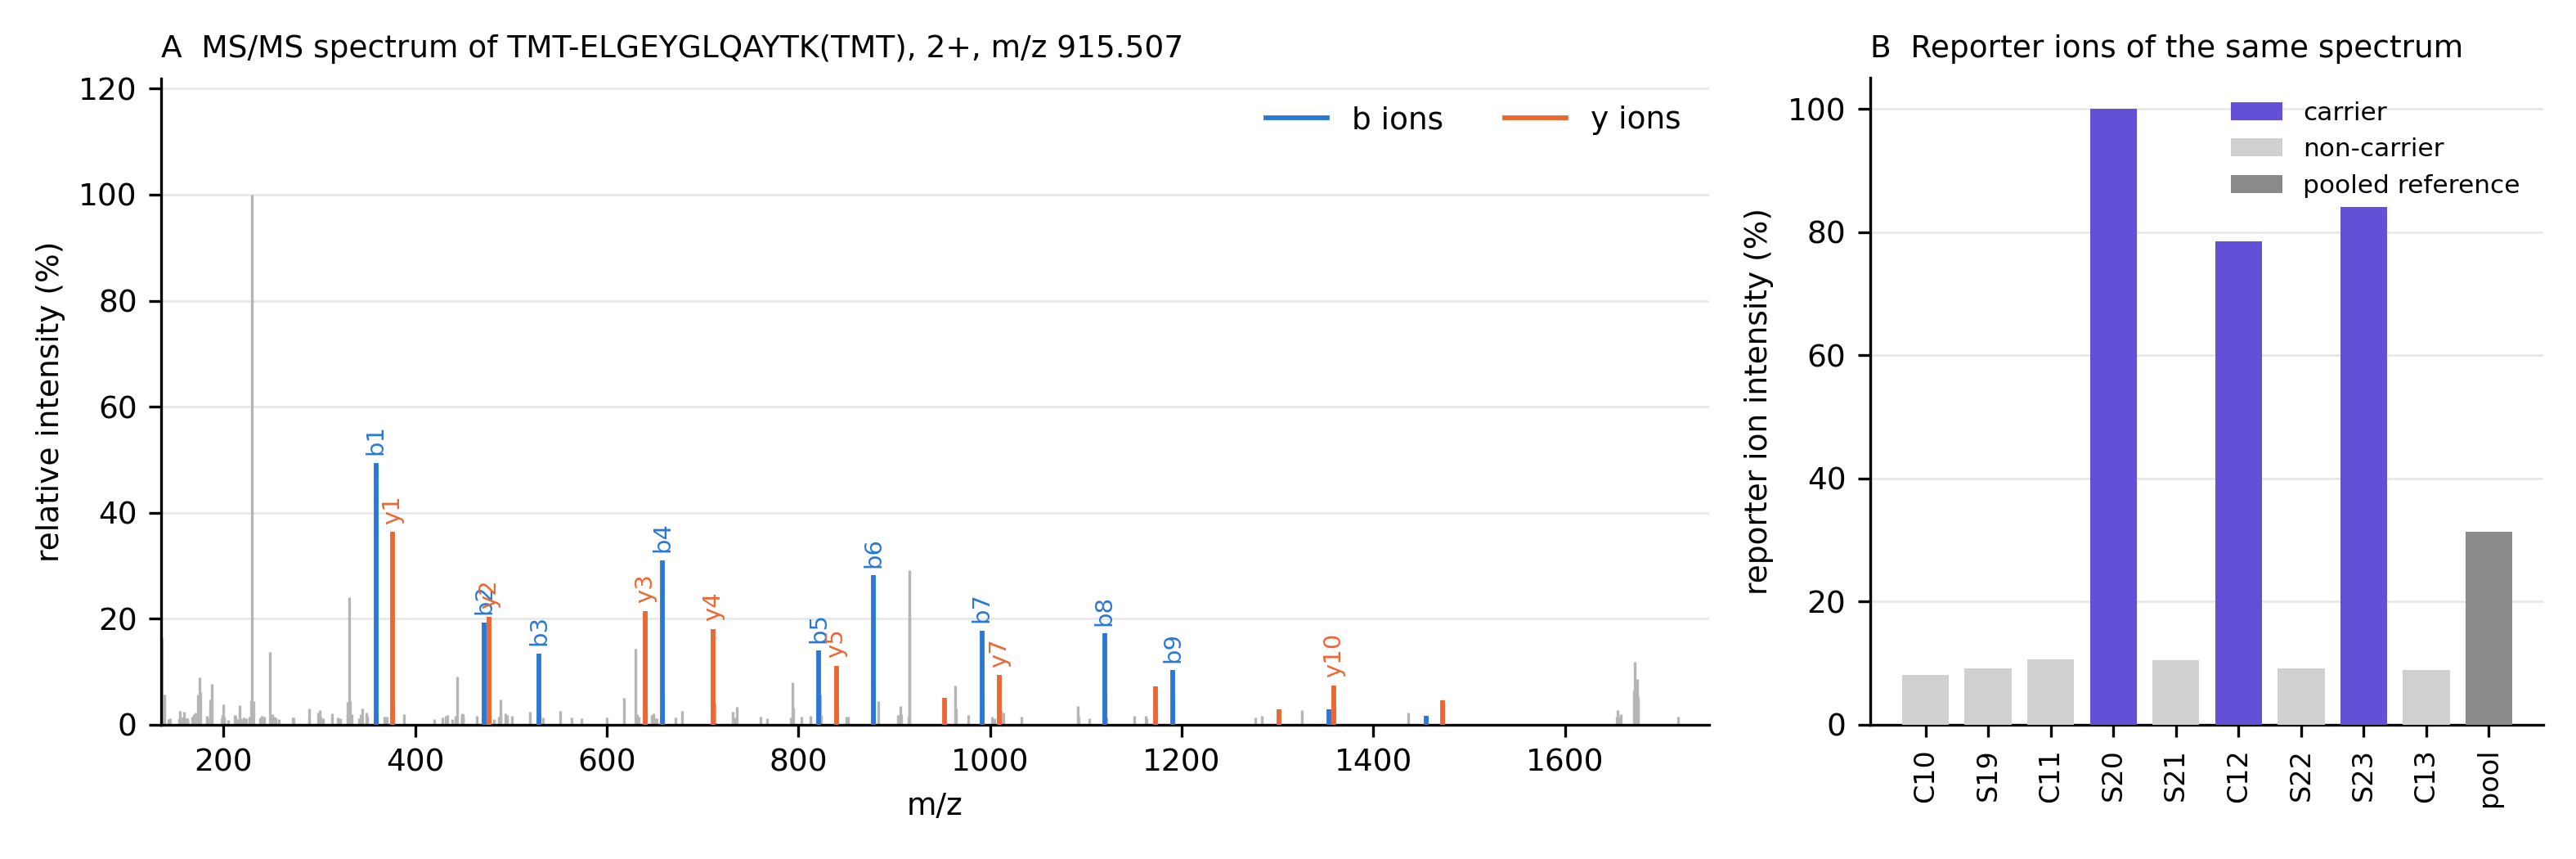 A  MS/MS spectrum of TMT-ELGEYGLQAYTK(TMT), 2+, m/z 915.507
120
100
80
60
40
20
0
relative intensity (%)
b ions
y ions
b1
y1
b2
y2
b3
y3
b4
y4
b5
y5
b6
b7
y7
b8
b9
y10
200
400
600
800
1000
1200
1400
1600
m/z
B  Reporter ions of the same spectrum
100
80
60
40
20
0
reporter ion intensity (%)
carrier
non-carrier
pooled reference
C10
S19
C11
S20
S21
C12
S22
S23
C13
pool